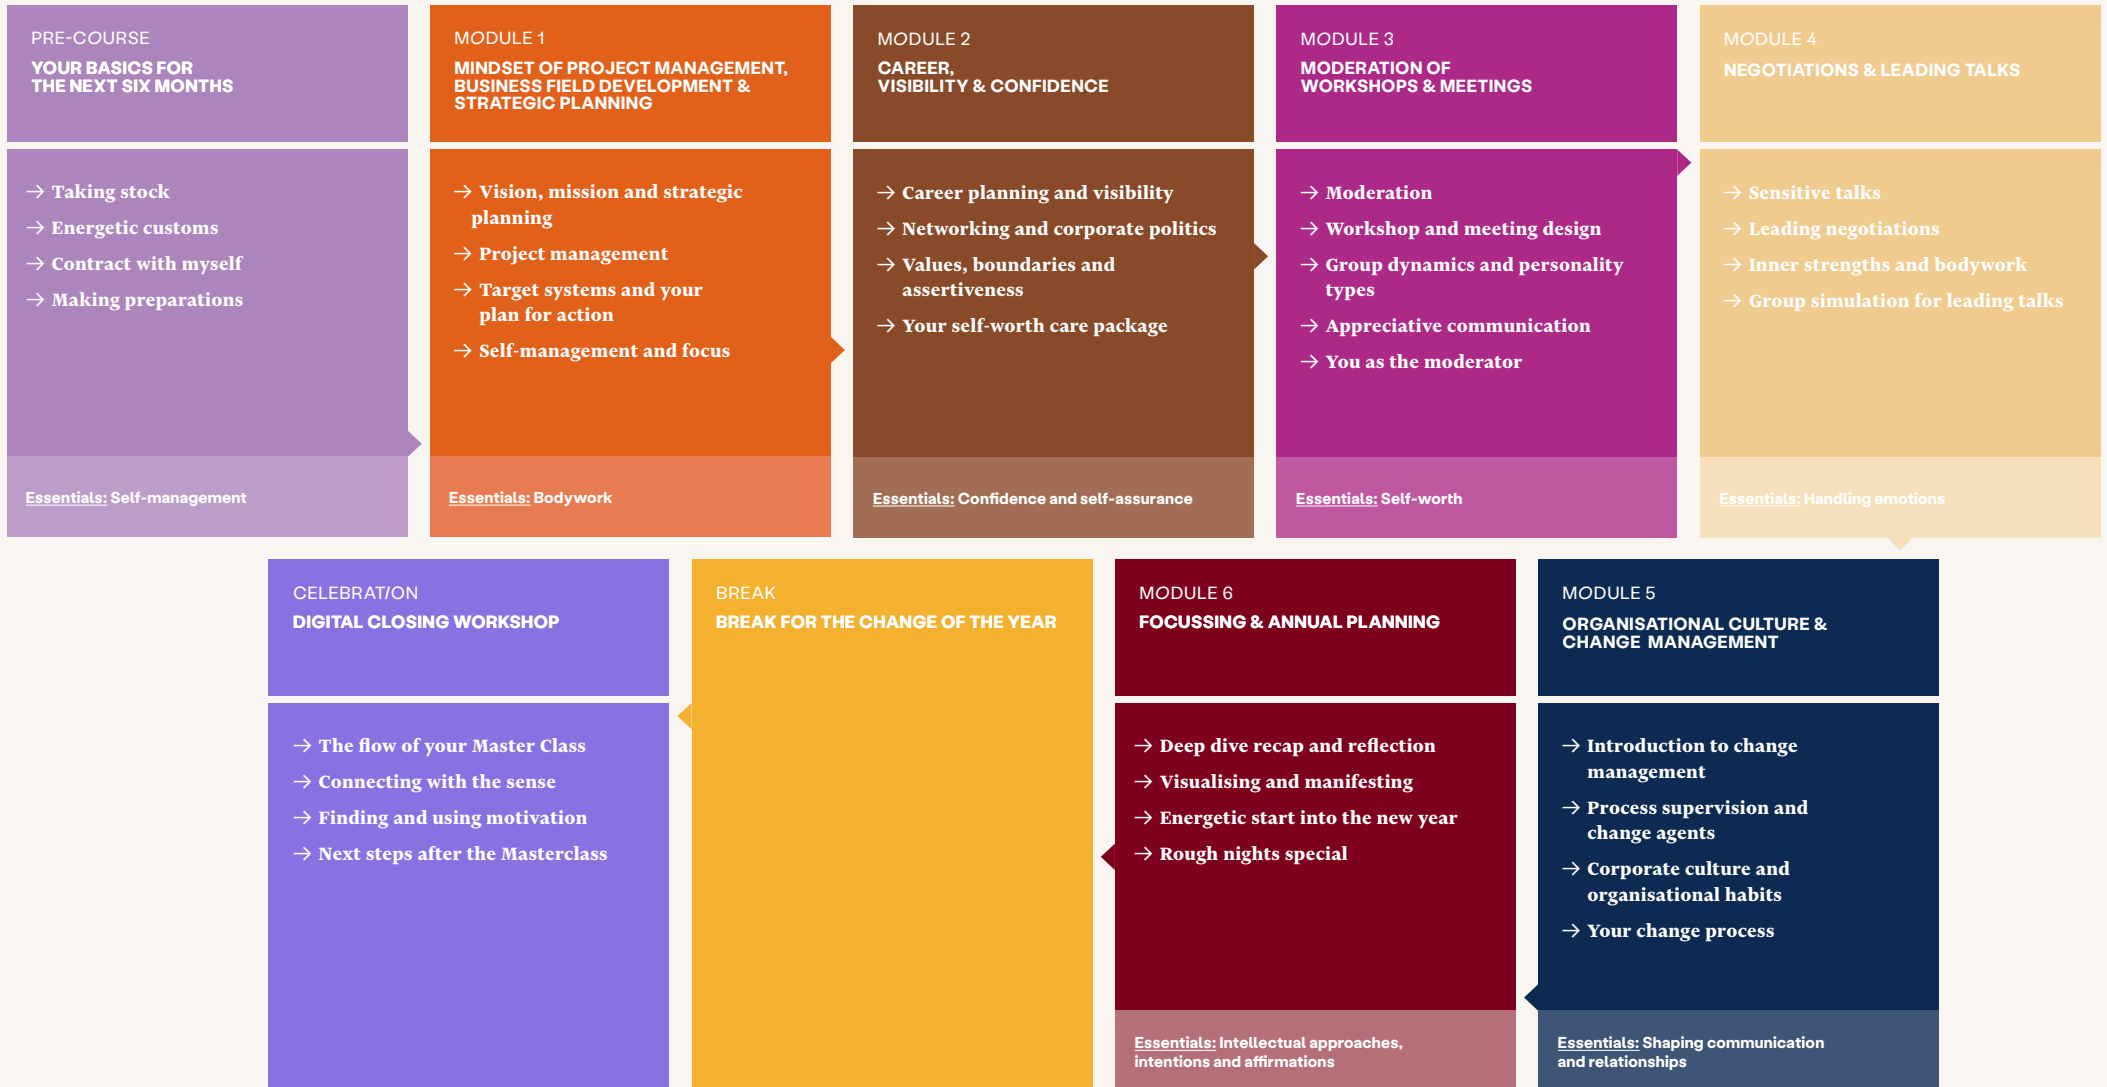 PRE-COURSE
YOUR BASICS FOR
THE NEXT SIX MONTHS
→ Taking stock
→ Energetic customs
→ Contract with myself
→ Making preparations
Essentials: Self-management
MODULE 1
MINDSET OF PROJECT MANAGEMENT,
BUSINESS FIELD DEVELOPMENT &
STRATEGIC PLANNING
→ Vision, mission and strategic
planning
→ Project management
→ Target systems and your
plan for action
→ Self-management and focus
Essentials: Bodywork
MODULE 2
CAREER,
VISIBILITY & CONFIDENCE
→ Career planning and visibility
→ Networking and corporate politics
→ Values, boundaries and
assertiveness
→ Your self-worth care package
Essentials: Confidence and self-assurance
MODULE 3
MODERATION OF
WORKSHOPS & MEETINGS
→ Moderation
→ Workshop and meeting design
→ Group dynamics and personality
types
→ Appreciative communication
→ You as the moderator
Essentials: Self-worth
MODULE 4
NEGOTIATIONS & LEADING TALKS
→ Sensitive talks
→ Leading negotiations
→ Inner strengths and bodywork
→ Group simulation for leading talks
Essentials: Handling emotions
MODULE 5
ORGANISATIONAL CULTURE &
CHANGE MANAGEMENT
→ Introduction to change
management
→ Process supervision and
change agents
→ Corporate culture and
organisational habits
→ Your change process
Essentials: Shaping communication
and relationships
MODULE 6
FOCUSSING & ANNUAL PLANNING
→ Deep dive recap and reflection
→ Visualising and manifesting
→ Energetic start into the new year
→ Rough nights special
Essentials: Intellectual approaches,
intentions and affirmations
BREAK
BREAK FOR THE CHANGE OF THE YEAR
CELEBRATION
DIGITAL CLOSING WORKSHOP
→ The flow of your Master Class
→ Connecting with the sense
→ Finding and using motivation
→ Next steps after the Masterclass